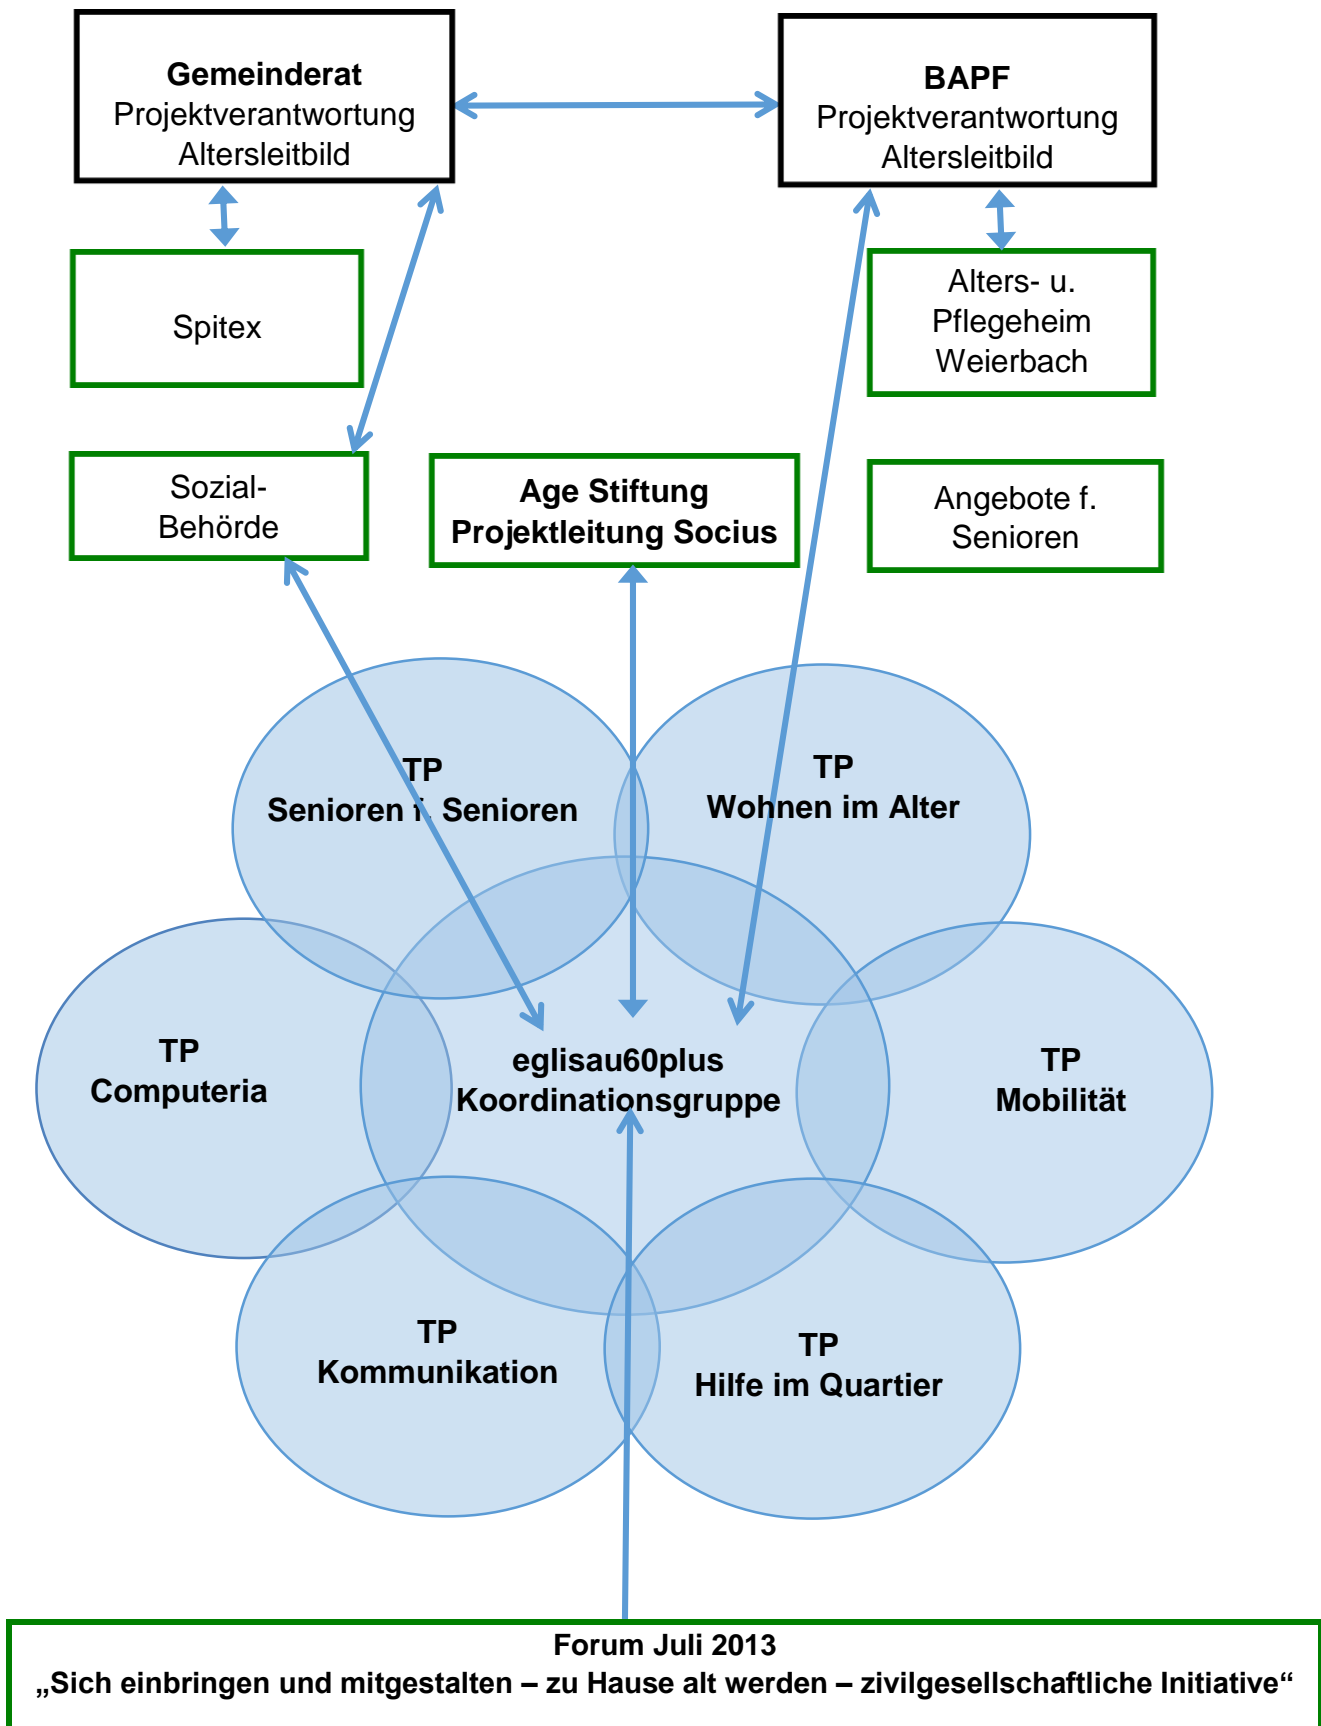 Gemeinderat
Projektverantwortung
Altersleitbild
BAPF
Projektverantwortung
Altersleitbild
Spitex
Alters- u.
Pflegeheim
Weierbach
Sozial-
Behörde
Age Stiftung
Projektleitung Socius
Angebote f.
Senioren
TP
Senioren f. Senioren
TP
Wohnen im Alter
TP
Computeria
eglisau60plus
Koordinationsgruppe
TP
Mobilität
TP
Kommunikation
TP
Hilfe im Quartier
Forum Juli 2013
„Sich einbringen und mitgestalten – zu Hause alt werden – zivilgesellschaftliche Initiative“